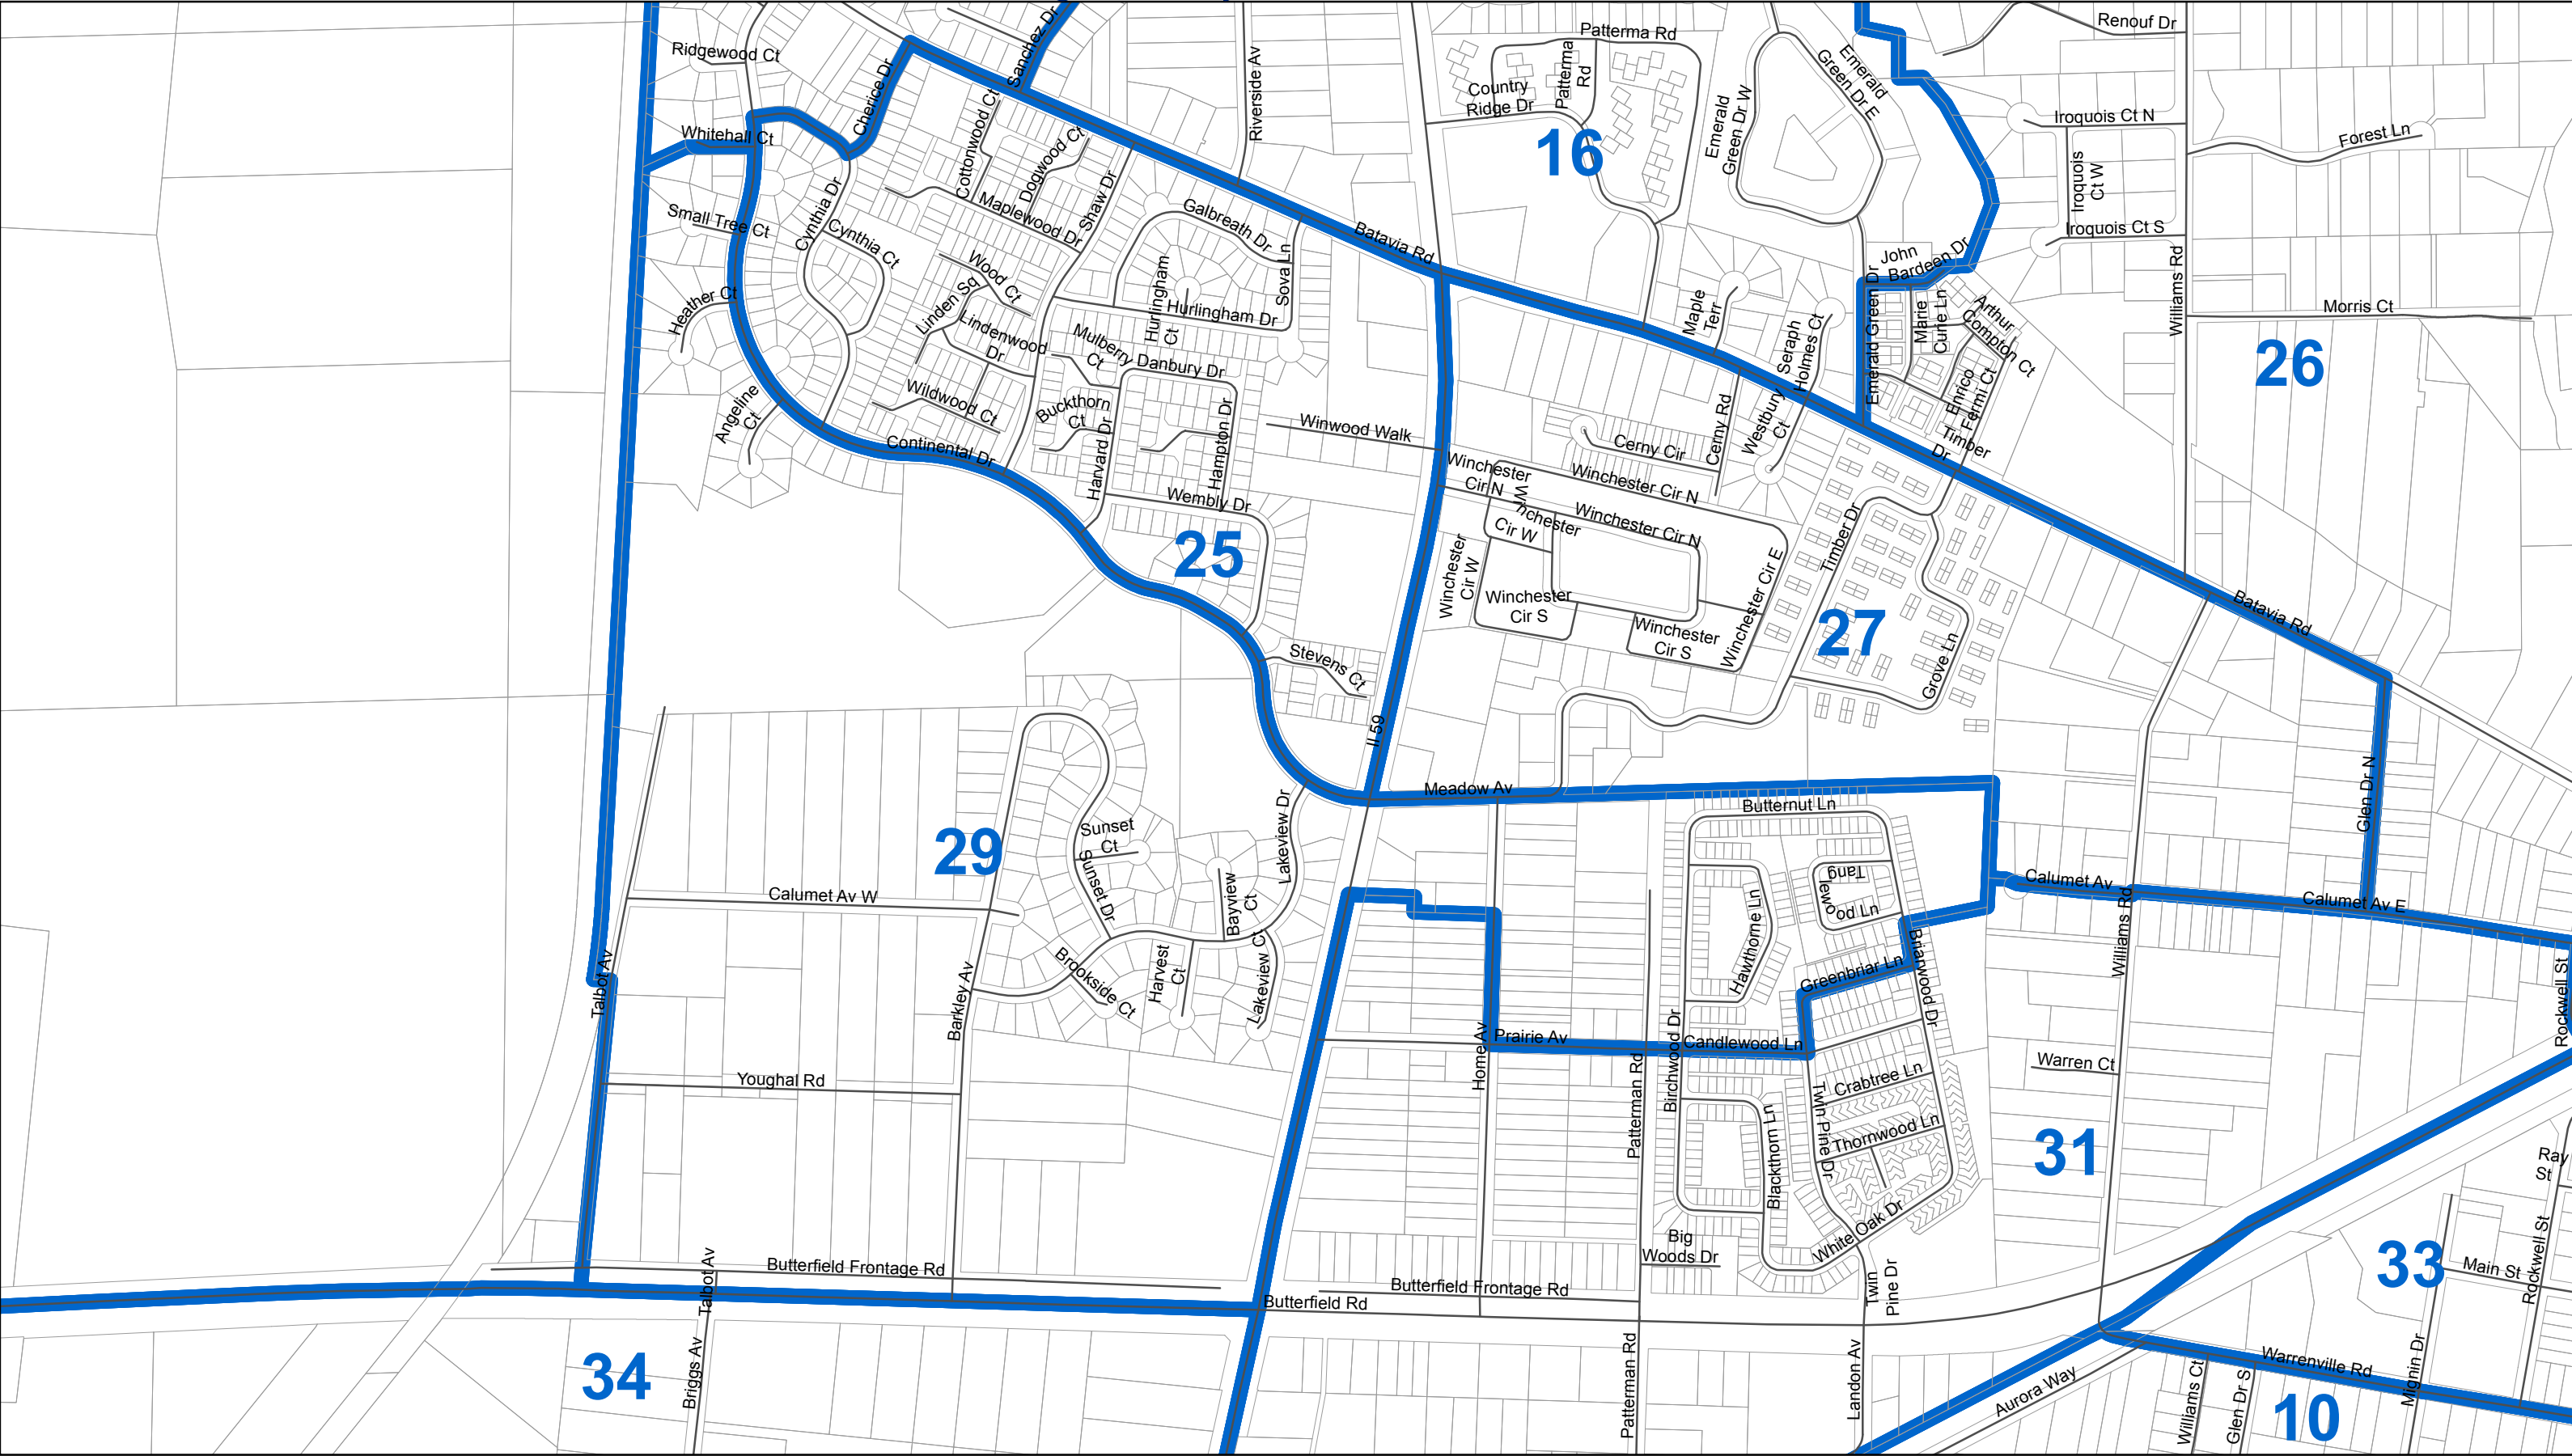 Sanchez Dr
Patterma Rd
Renouf Dr
Ridgewood Ct
Cherice Dr
Riverside Av
Patterma
Rd
Country
Ridge Dr
Emerald
Green Dr E
Emerald
Green Dr W
Iroquois Ct N
Forest Ln
Whitehall Ct
Cottonwood Ct
Dogwood Ct
16
Iroquois
Ct W
Small Tree Ct
Cynthia Dr
Cynthia Ct
Maplewood Dr
Shaw Dr
Galbreath Dr
Batavia Rd
Iroquois Ct S
John
Bardeen Dr
Williams Rd
Wood Ct
Sova Ln
Heather Ct
Linden Sq
Lindenwood
Dr
Hurlingham
Ct
Hurlingham Dr
Maple
Terr
Seraph
Holmes Ct
Emerald Green Dr
Marie
Curie Ln
Arthur
Compton Ct
Morris Ct
26
Mulberry
Ct
Danbury Dr
Enrico
Fermi Ct
Angeline
Ct
Wildwood Ct
Buckthorn
Ct
Harvard Dr
Hampton Dr
Winwood Walk
Cerny Cir
Cerny Rd
Westbury
Ct
Timber
Dr
Continental Dr
Wembly Dr
Winchester
Cir N
Winchester Cir N
Winchester
Cir W
Winchester Cir N
25
Winchester
Cir W
Winchester
Cir S
Winchester
Cir S
Winchester Cir E
Timber Dr
27
Grove Ln
Batavia Rd
Stevens Ct
Il 59
Meadow Av
Butternut Ln
Glen Dr N
29
Sunset
Ct
Sunset Dr
Lakeview Dr
Bayview
Ct
Tanglewood Ln
Calumet Av
Calumet Av E
Calumet Av W
Hawthorne Ln
Briarwood Dr
Williams Rd
Talbot Av
Barkley Av
Brookside Ct
Harvest
Ct
Lakeview Ct
Greenbriar Ln
Rockwell St
Home Av
Prairie Av
Candlewood Ln
Youghal Rd
Patterman Rd
Birchwood Dr
Crabtree Ln
Warren Ct
Twin Pine Dr
Thornwood Ln
Blackthorn Ln
31
Ray
St
White Oak Dr
Big
Woods Dr
Talbot Av
Butterfield Frontage Rd
Butterfield Frontage Rd
Butterfield Rd
Twin
Pine Dr
33
Main St
Rockwell St
34
Briggs Av
Patterman Rd
Landon Av
Aurora Way
Warrenville Rd
Williams Ct
Glen Dr S
10
Mignin Dr